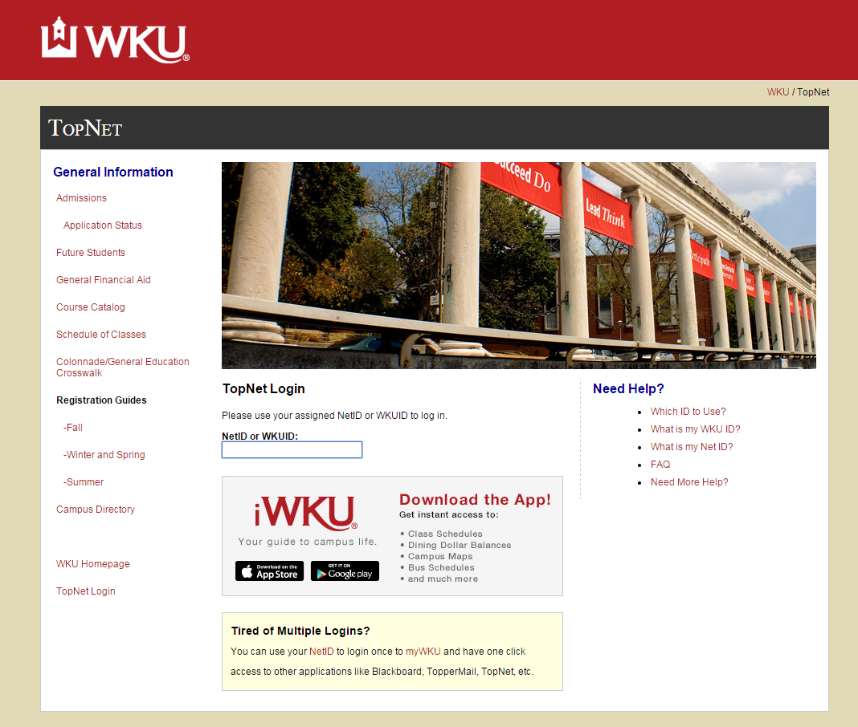 WKU®
WKU / TopNet
TopNet
General Information
Admissions
Application Status
Future Students
General Financial Aid
Course Catalog
Schedule of Classes
Colonnade/General Education
Crosswalk
Registration Guides
-Fall
-Winter and Spring
-Summer
Campus Directory
WKU Homepage
TopNet Login
Succeed Do
Lead Think
TopNet Login
Please use your assigned NetID or WKUID to log in.
NetID or WKUID:
iWKU®
Your guide to campus life.
Download on the
App Store
GET IT ON
Google play
Download the App!
Get instant access to:
• Class Schedules
• Dining Dollar Balances
• Campus Maps
• Bus Schedules
• and much more
Tired of Multiple Logins?
You can use your NetID to login once to myWKU and have one click
access to other applications like Blackboard, TopperMail, TopNet, etc.
Need Help?
• Which ID to Use?
• What is my WKU ID?
• What is my Net ID?
• FAQ
• Need More Help?